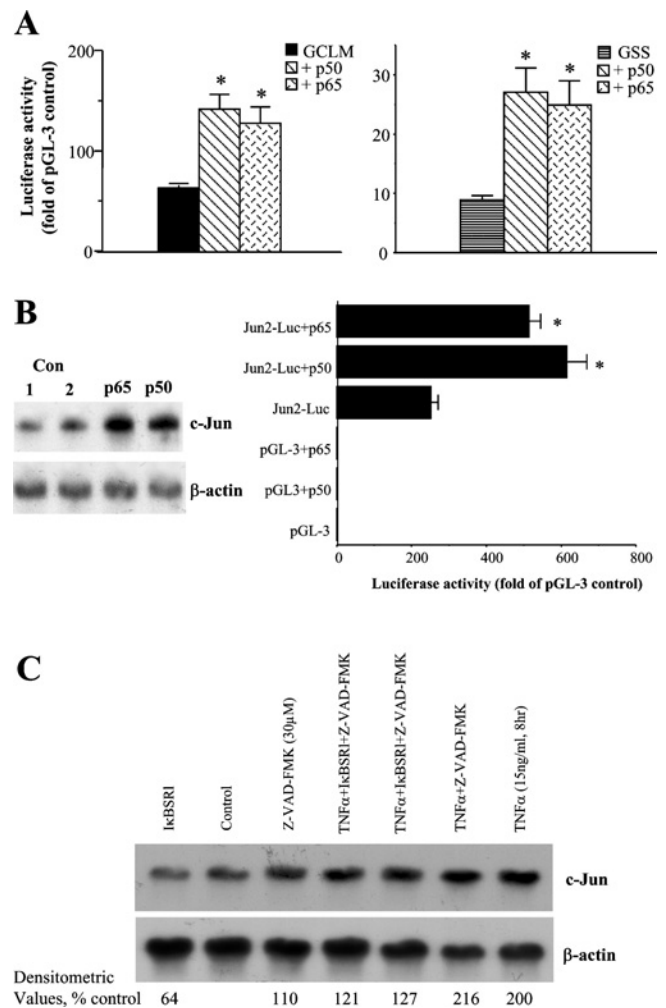 A
Luciferase activity
(fold of pGL-3 control)
200
100
0
GCLM
+ p50
+ p65
* *
30
20
10
0
GSS
+ p50
+ p65
* *
B
Con
1 2 p65 p50
c-Jun
β-actin
Jun2-Luc+p65
Jun2-Luc+p50
Jun2-Luc
pGL-3+p65
pGL3+p50
pGL-3
*
*
0 200 400 600 800
Luciferase activity (fold of pGL-3 control)
C
IκBSRI
Control
Z-VAD-FMK (30μM)
TNFα+IκBSRI+Z-VAD-FMK
TNFα+IκBSRI+Z-VAD-FMK
TNFα+Z-VAD-FMK
TNFα (15ng/ml, 8hr)
c-Jun
β-actin
Densitometric
Values, % control 64 110 121 127 216 200